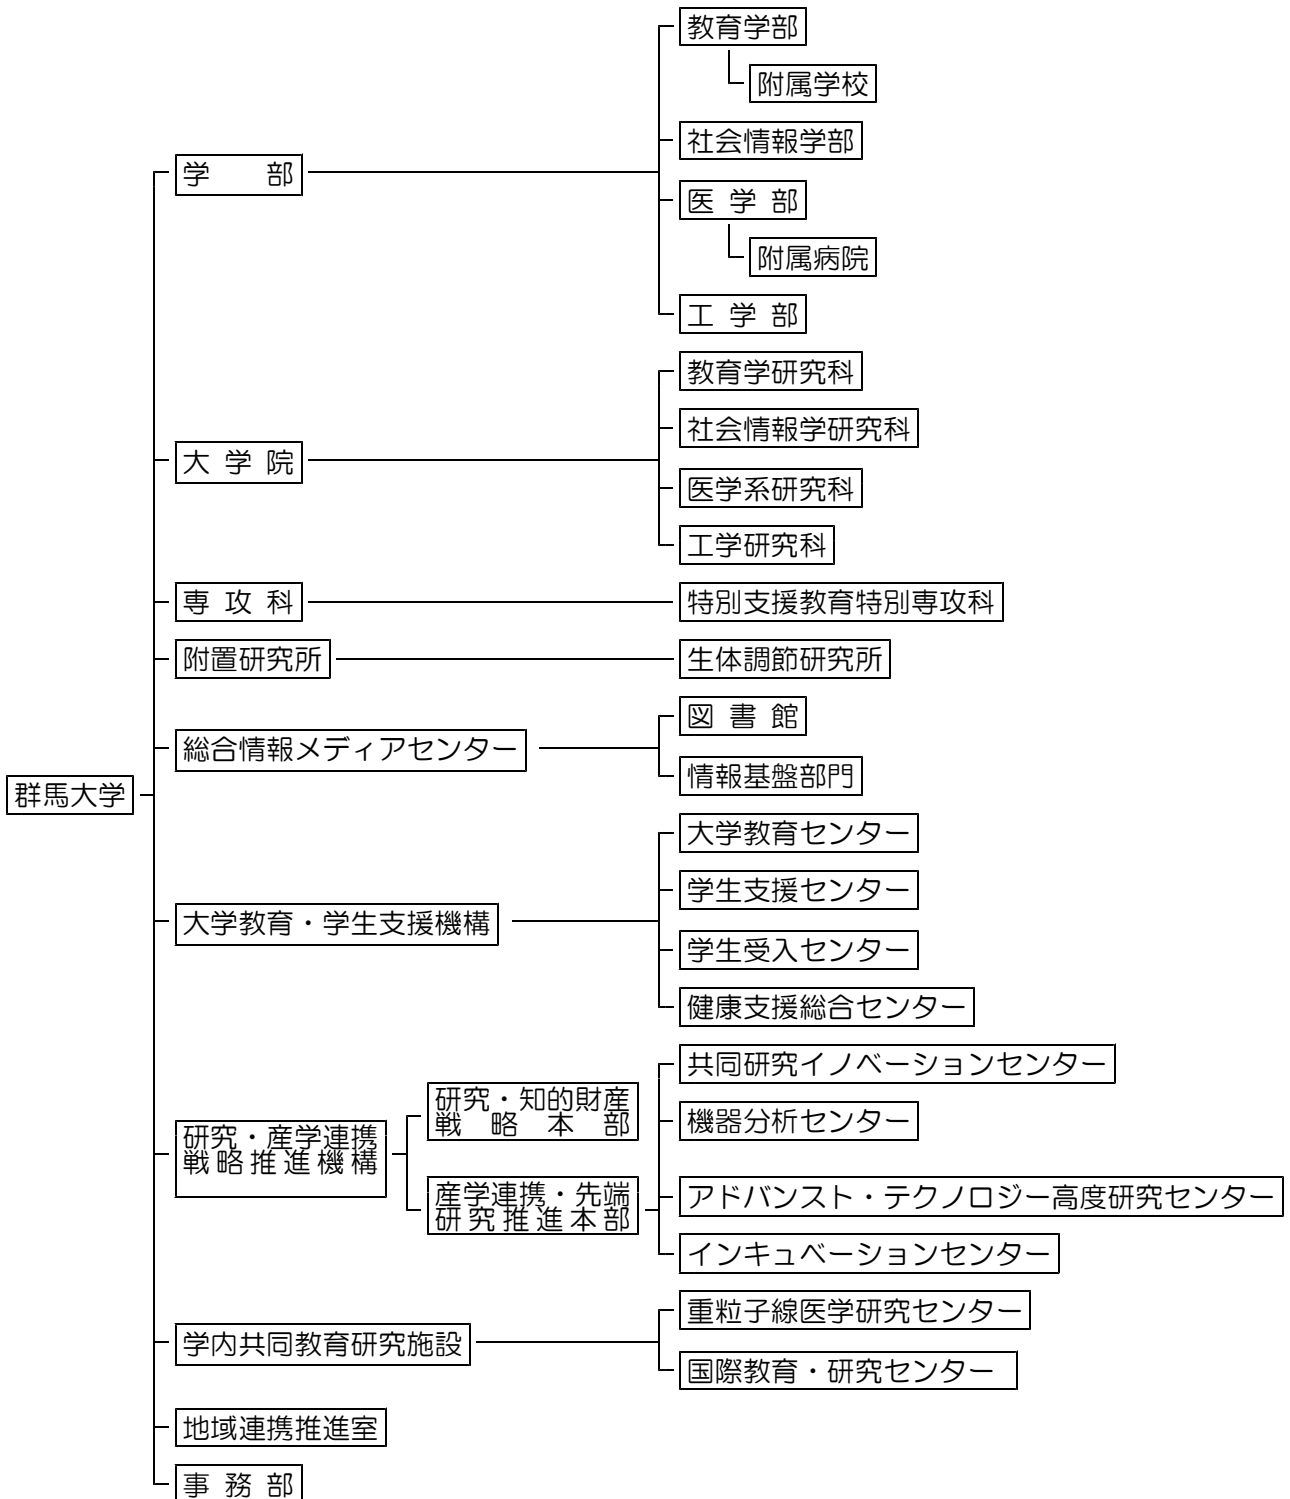 教育学部
附属学校
社会情報学部
学　　部
医 学 部
附属病院
工 学 部
教育学研究科
社会情報学研究科
大 学 院
医学系研究科
工学研究科
専 攻 科
特別支援教育特別専攻科
附置研究所
生体調節研究所
図 書 館
総合情報メディアセンター
情報基盤部門
群馬大学
大学教育センター
学生支援センター
大学教育・学生支援機構
学生受入センター
健康支援総合センター
共同研究イノベーションセンター
研究・知的財産
戦 略 本 部
機器分析センター
研究・産学連携
戦略推進機構
産学連携・先端
研究推進本部
アドバンスト・テクノロジー高度研究センター
インキュベーションセンター
重粒子線医学研究センター
学内共同教育研究施設
国際教育・研究センター
地域連携推進室
事 務 部